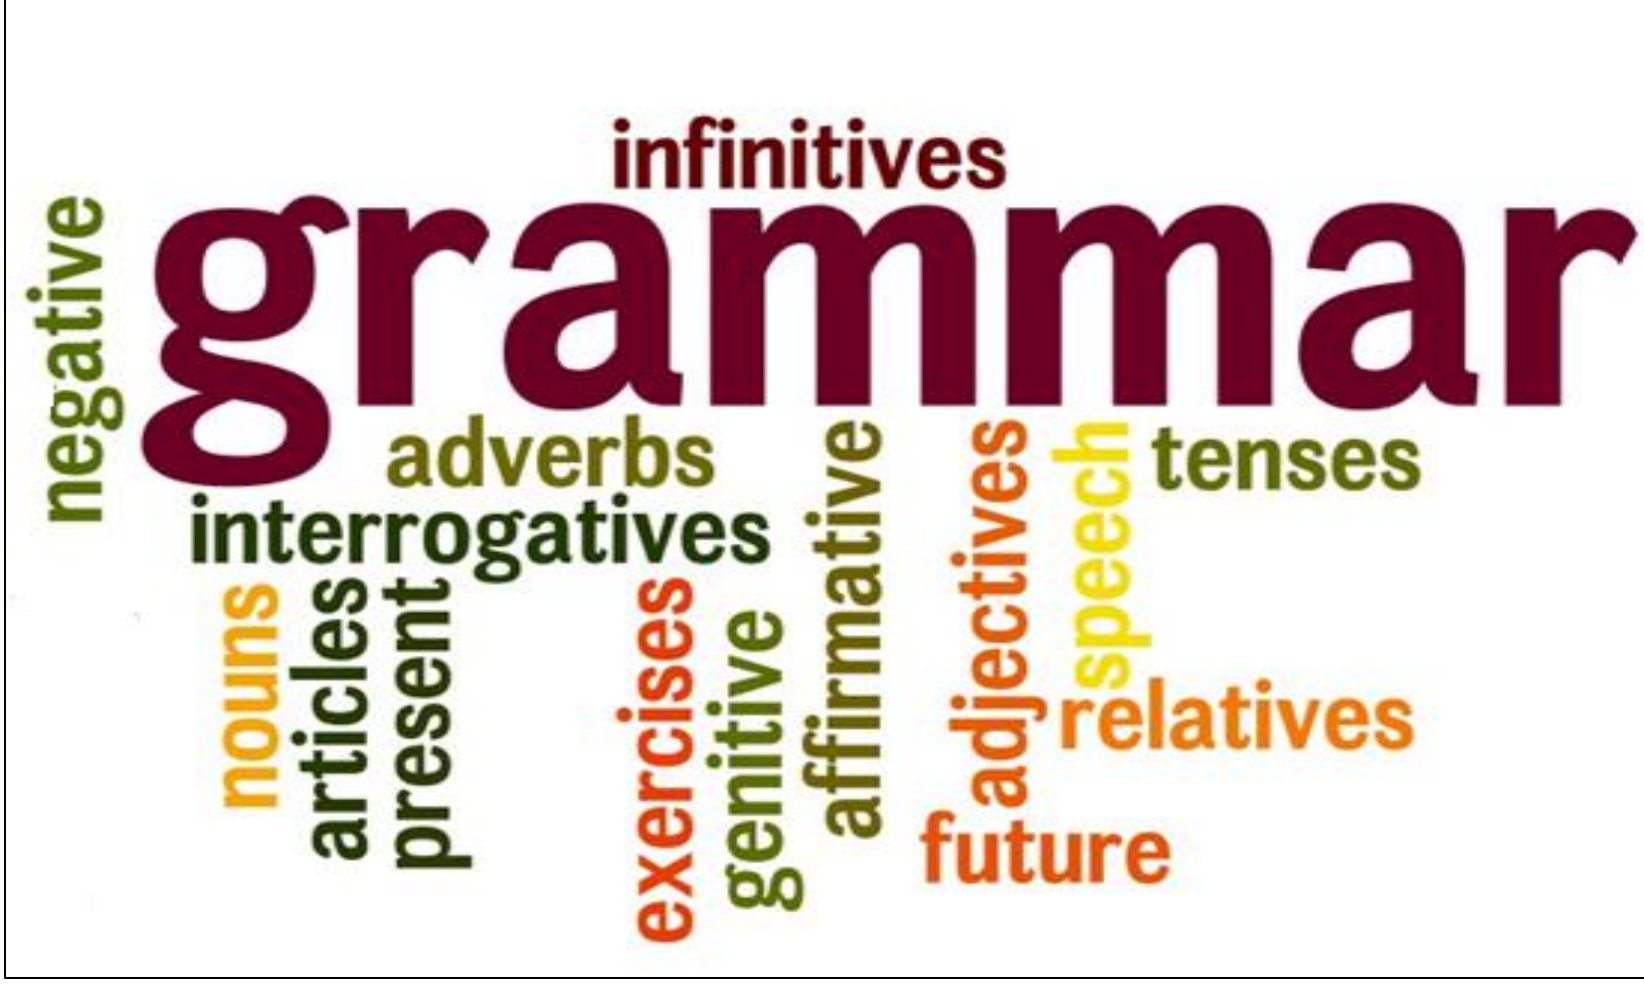 infinitives
negative
grammar
adverbs
interrogatives
affirmative
adjectives
speech
tenses
nouns
articles
present
exercises
genitive
relatives
future